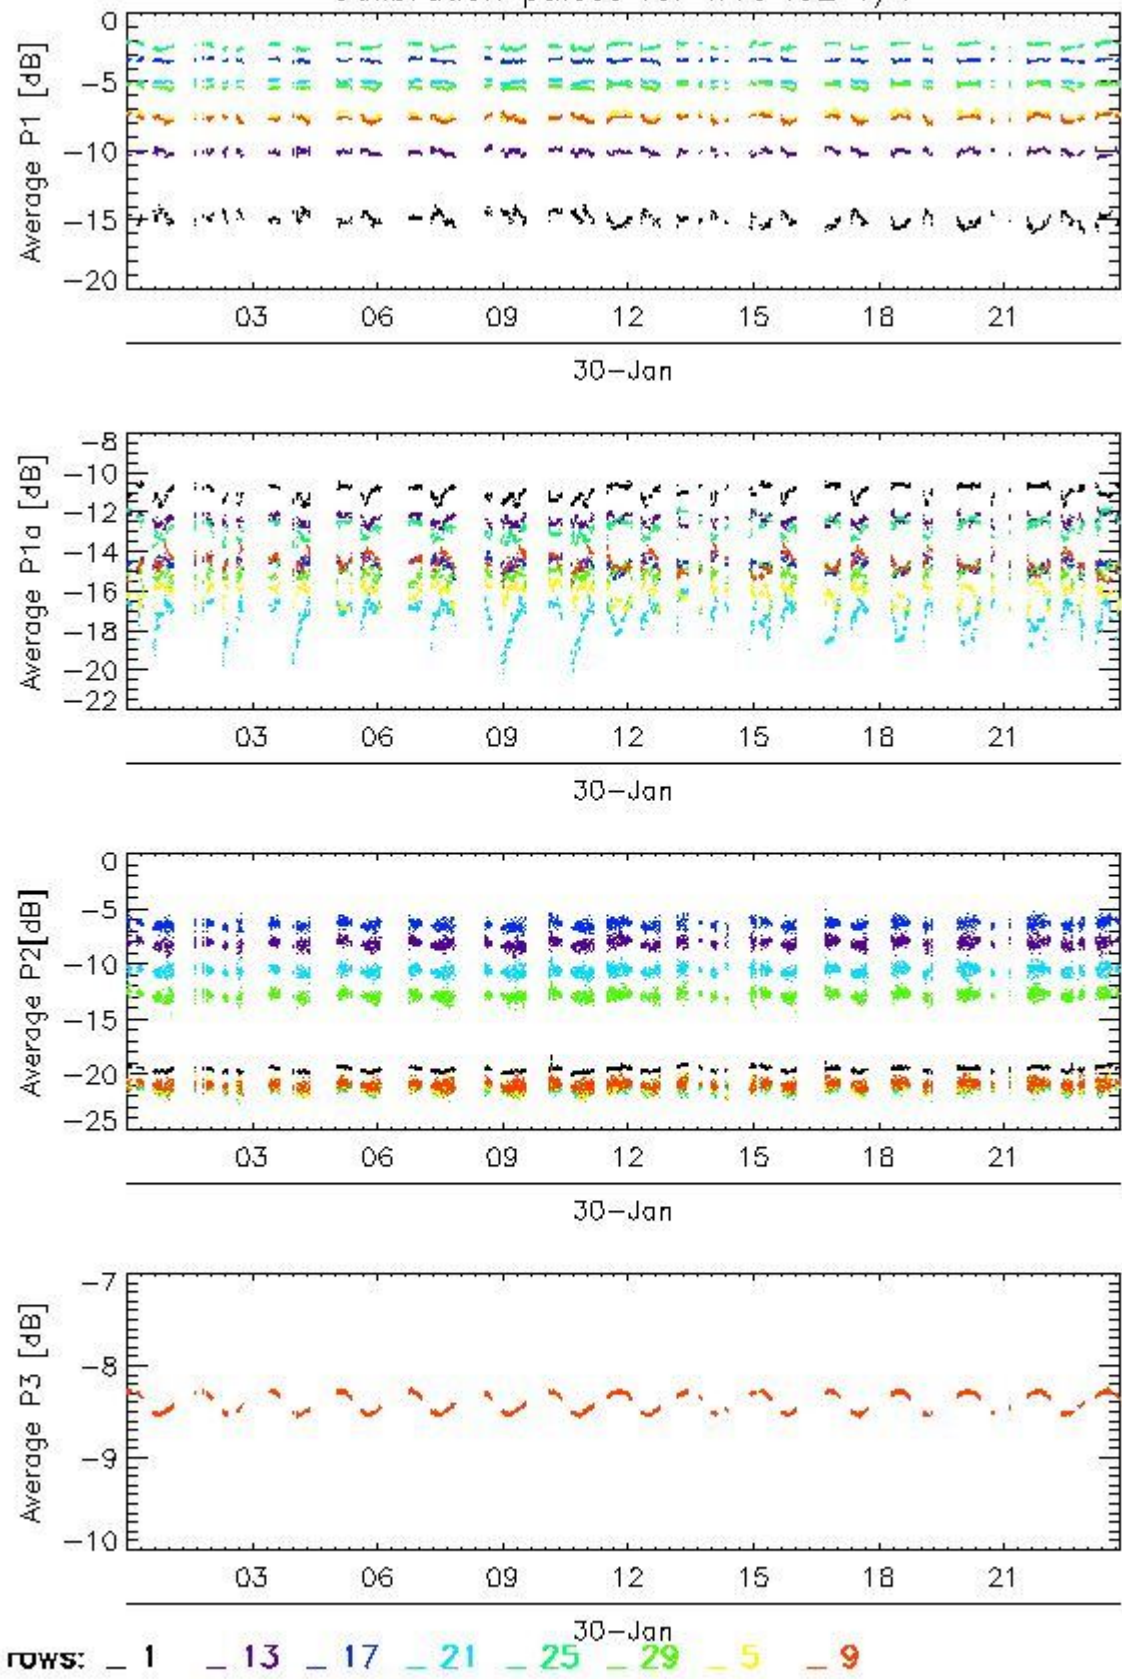 0
−5
−10
−15
−20
Average P1 [dB]
03 06 09 12 15 18 21
30−Jan
−8
−10
−12
−14
−16
−18
−20
−22
Average P1a [dB]
03 06 09 12 15 18 21
30−Jan
0
−5
−10
−15
−20
−25
Average P2[dB]
03 06 09 12 15 18 21
30−Jan
−7
−8
−9
−10
Average P3 [dB]
03 06 09 12 15 18 21
30−Jan
rows: _ 1 _ 13 _ 17 _ 21 _ 25 _ 29 _ 5 _ 9